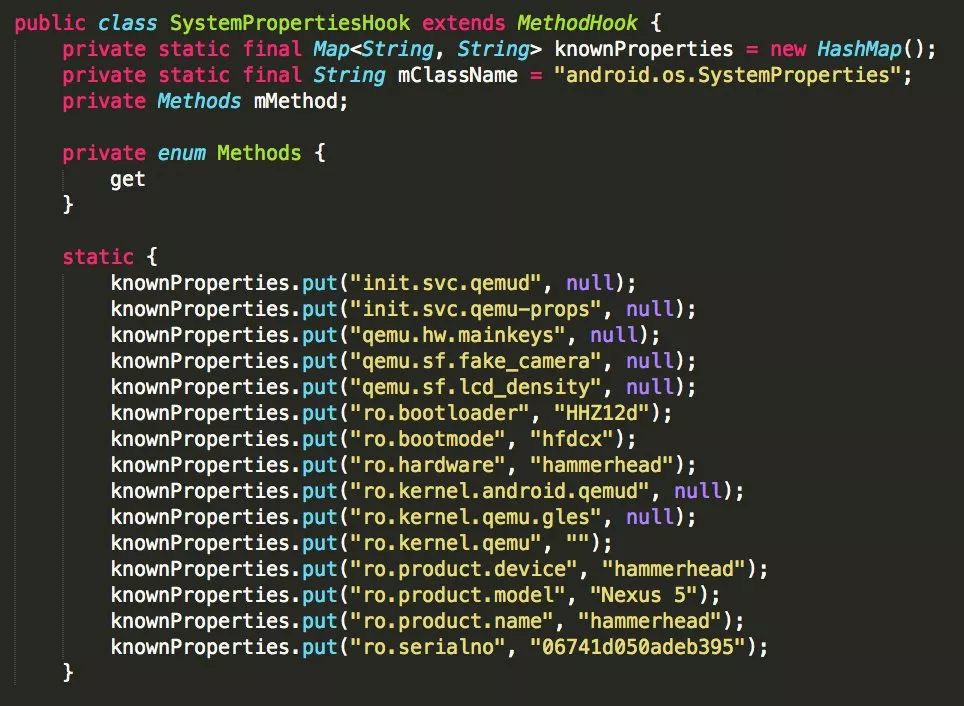 public class SystemPropertiesHook extends MethodHook {
    private static final Map<String, String> knownProperties = new HashMap();
    private static final String mClassName = "android.os.SystemProperties";
    private Methods mMethod;

    private enum Methods {
        get
    }

    static {
        knownProperties.put("init.svc.qemud", null);
        knownProperties.put("init.svc.qemu-props", null);
        knownProperties.put("qemu.hw.mainkeys", null);
        knownProperties.put("qemu.sf.fake_camera", null);
        knownProperties.put("qemu.sf.lcd_density", null);
        knownProperties.put("ro.bootloader", "HHZ12d");
        knownProperties.put("ro.bootmode", "hfdcx");
        knownProperties.put("ro.hardware", "hammerhead");
        knownProperties.put("ro.kernel.android.qemud", null);
        knownProperties.put("ro.kernel.qemu.gles", null);
        knownProperties.put("ro.kernel.qemu", "");
        knownProperties.put("ro.product.device", "hammerhead");
        knownProperties.put("ro.product.model", "Nexus 5");
        knownProperties.put("ro.product.name", "hammerhead");
        knownProperties.put("ro.serialno", "06741d050adeb395");
    }